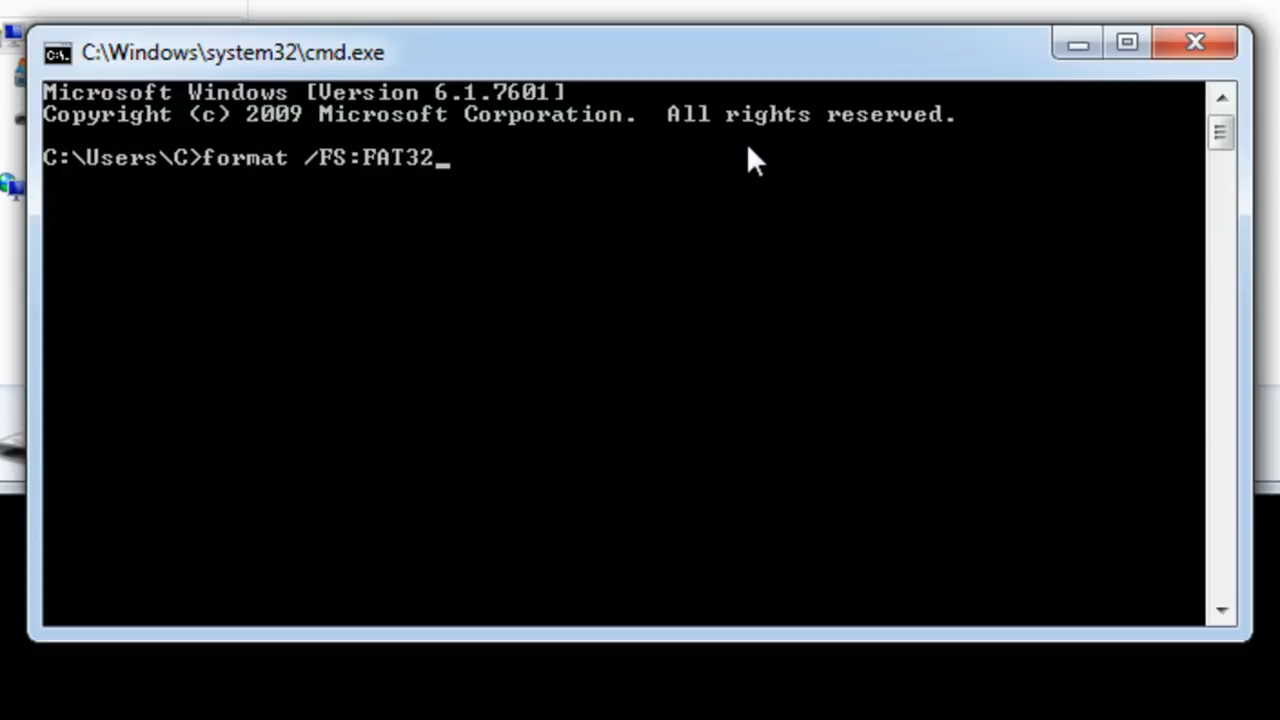 C:\Windows\system32\cmd.exe
Microsoft Windows [Version 6.1.7601]
Copyright (c) 2009 Microsoft Corporation.  All rights reserved.
C:\Users\C>format /FS:FAT32_